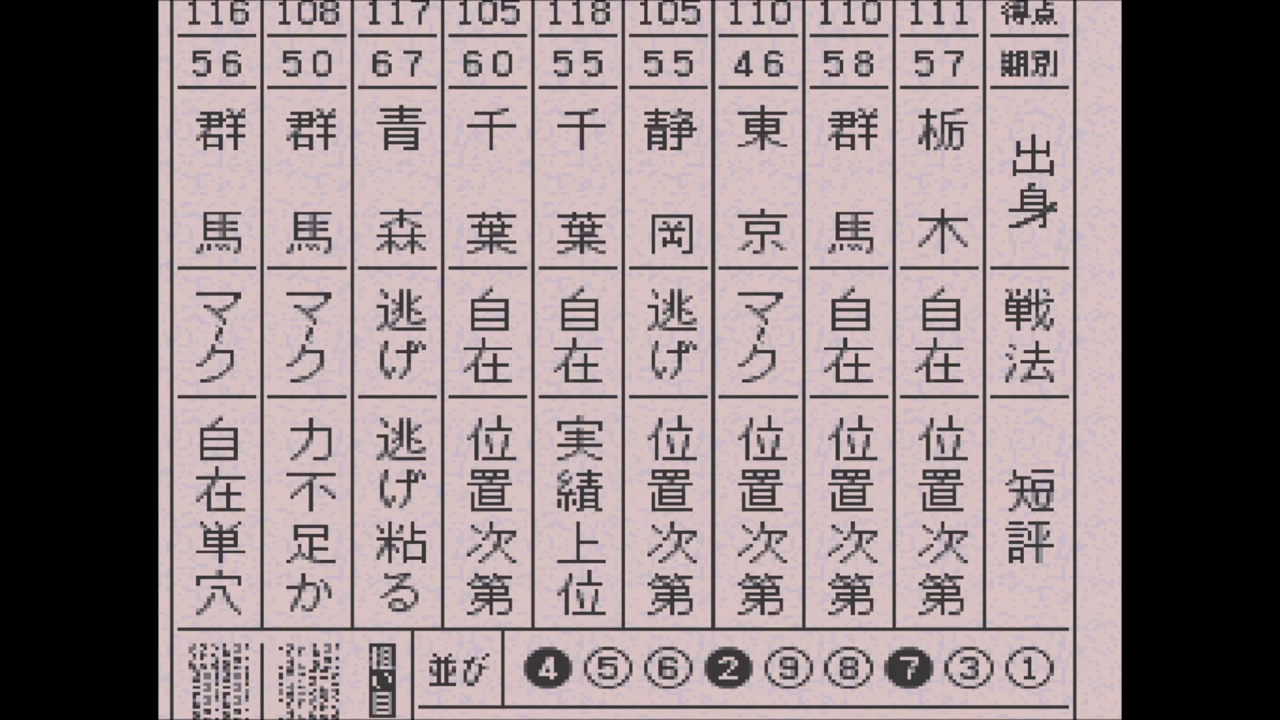 得点
期別
出身
戦法
短評
111
57
栃木
自在
位置次第
110
58
群馬
自在
位置次第
110
46
東京
マーク
位置次第
105
55
静岡
逃げ
位置次第
118
55
千葉
自在
実績上位
105
60
千葉
自在
位置次第
117
67
青森
逃げ
逃げ粘る
108
50
群馬
マーク
力不足か
116
56
群馬
マーク
自在単穴
並び ❹⑤⑥❷⑨⑧❼③①
狙い目